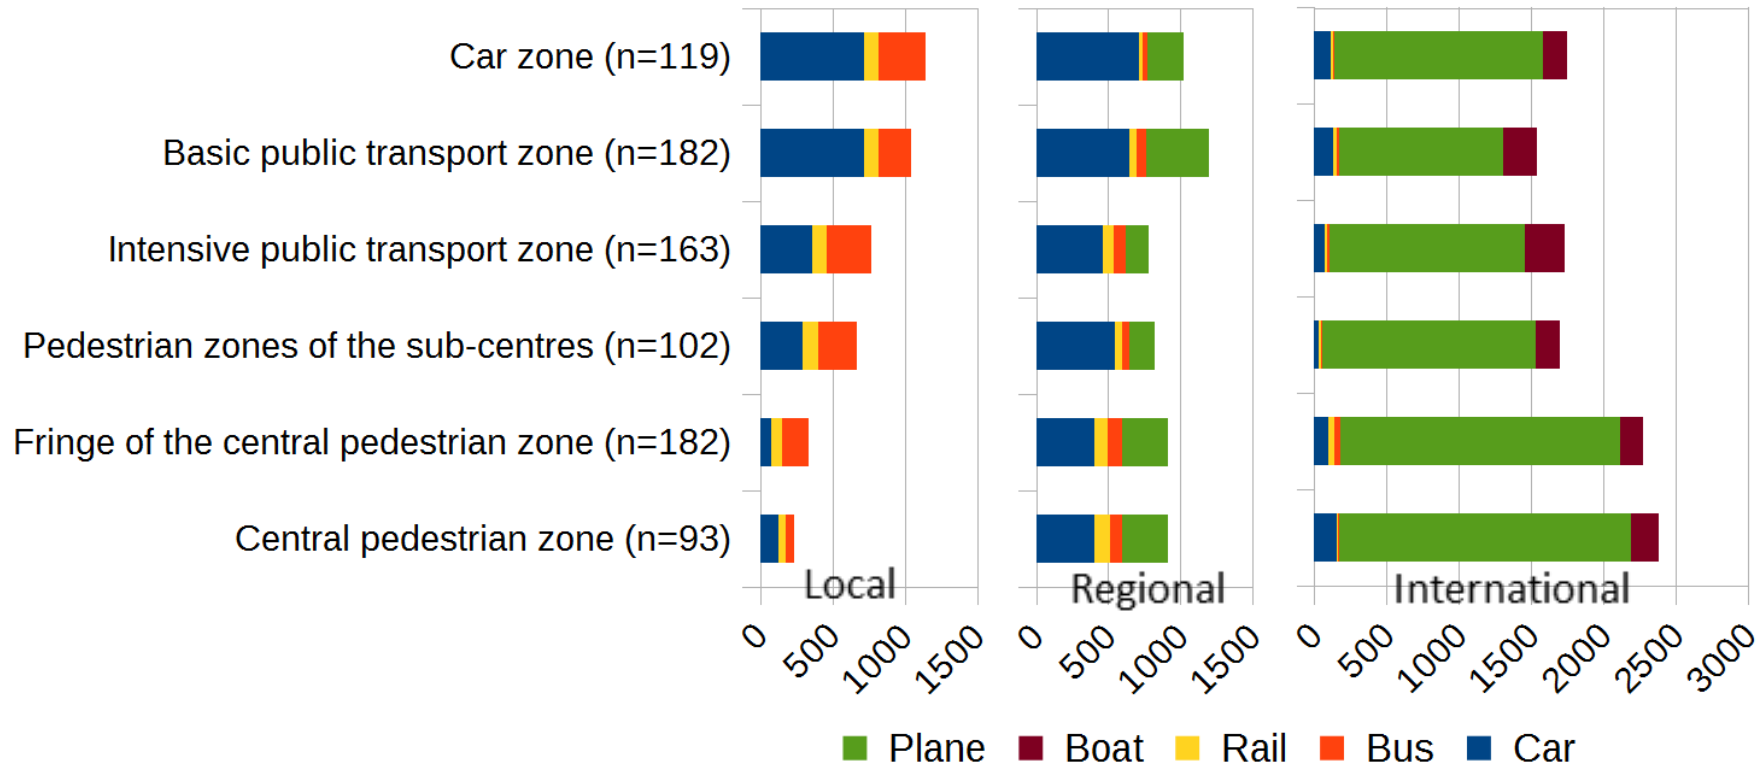 Car zone (n=119)
Basic public transport zone (n=182)
Intensive public transport zone (n=163)
Pedestrian zones of the sub-centres (n=102)
Fringe of the central pedestrian zone (n=182)
Central pedestrian zone (n=93)
Local Regional International
0 500 1000 1500 0 500 1000 1500 0 500 1000 1500 2000 2500 3000
Plane Boat Rail Bus Car